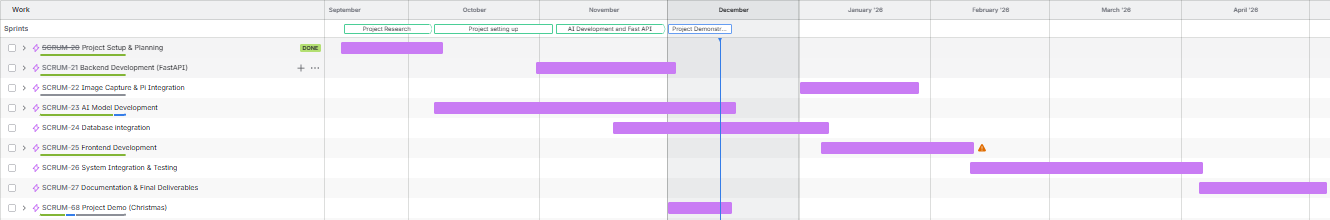 Work September October November December January '26 February '26 March '26 April '26
Sprints Project Research Project setting up AI Development and Fast API Project Demonstr...
SCRUM-20 Project Setup & Planning DONE
SCRUM-21 Backend Development (FastAPI)
SCRUM-22 Image Capture & Pi Integration
SCRUM-23 AI Model Development
SCRUM-24 Database integration
SCRUM-25 Frontend Development
SCRUM-26 System Integration & Testing
SCRUM-27 Documentation & Final Deliverables
SCRUM-68 Project Demo (Christmas)